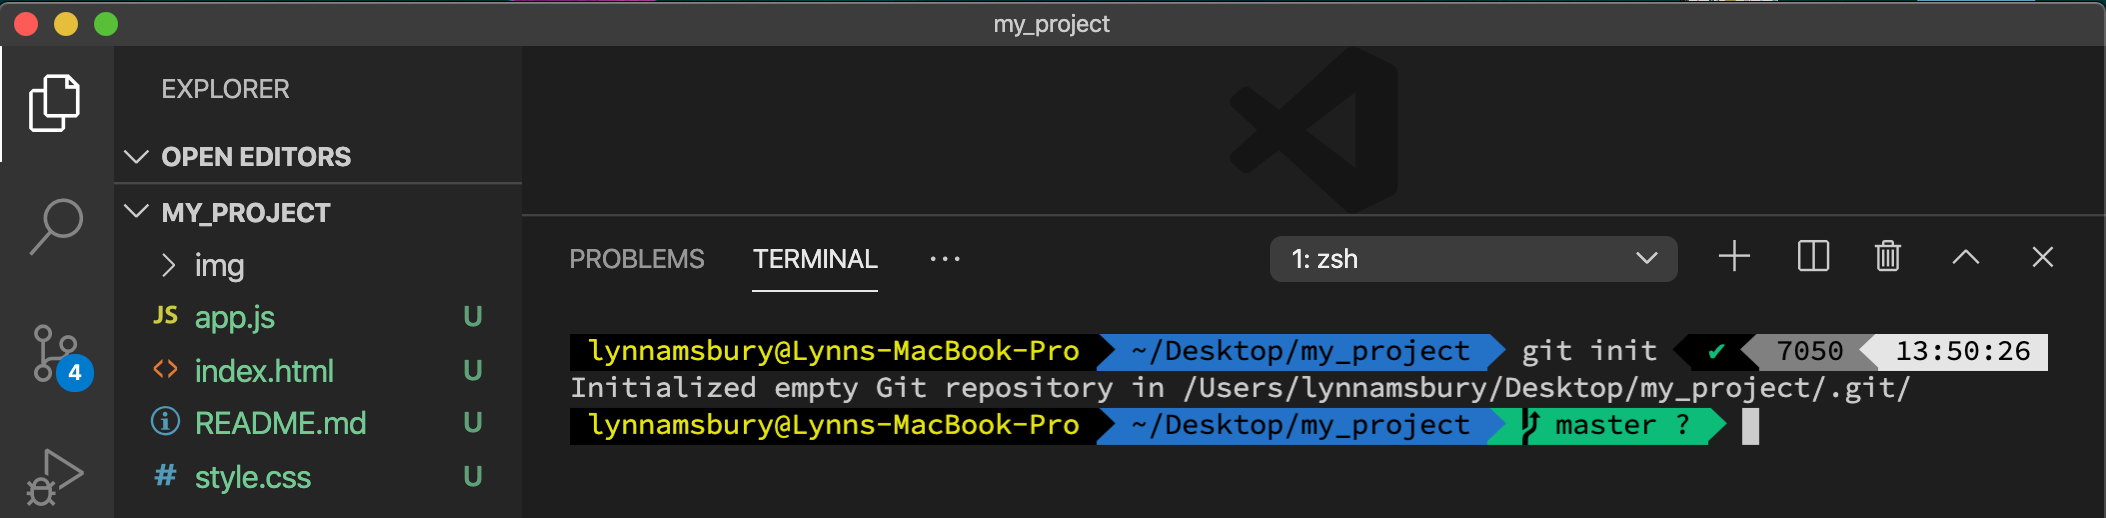 my_project
EXPLORER
OPEN EDITORS
MY_PROJECT
img
JS app.js U
<> index.html U
README.md U
# style.css U
4
PROBLEMS TERMINAL ...
1: zsh
lynnamsbury@Lynns-MacBook-Pro ~/Desktop/my_project git init ✔ 7050 13:50:26
Initialized empty Git repository in /Users/lynnamsbury/Desktop/my_project/.git/
lynnamsbury@Lynns-MacBook-Pro ~/Desktop/my_project master ?